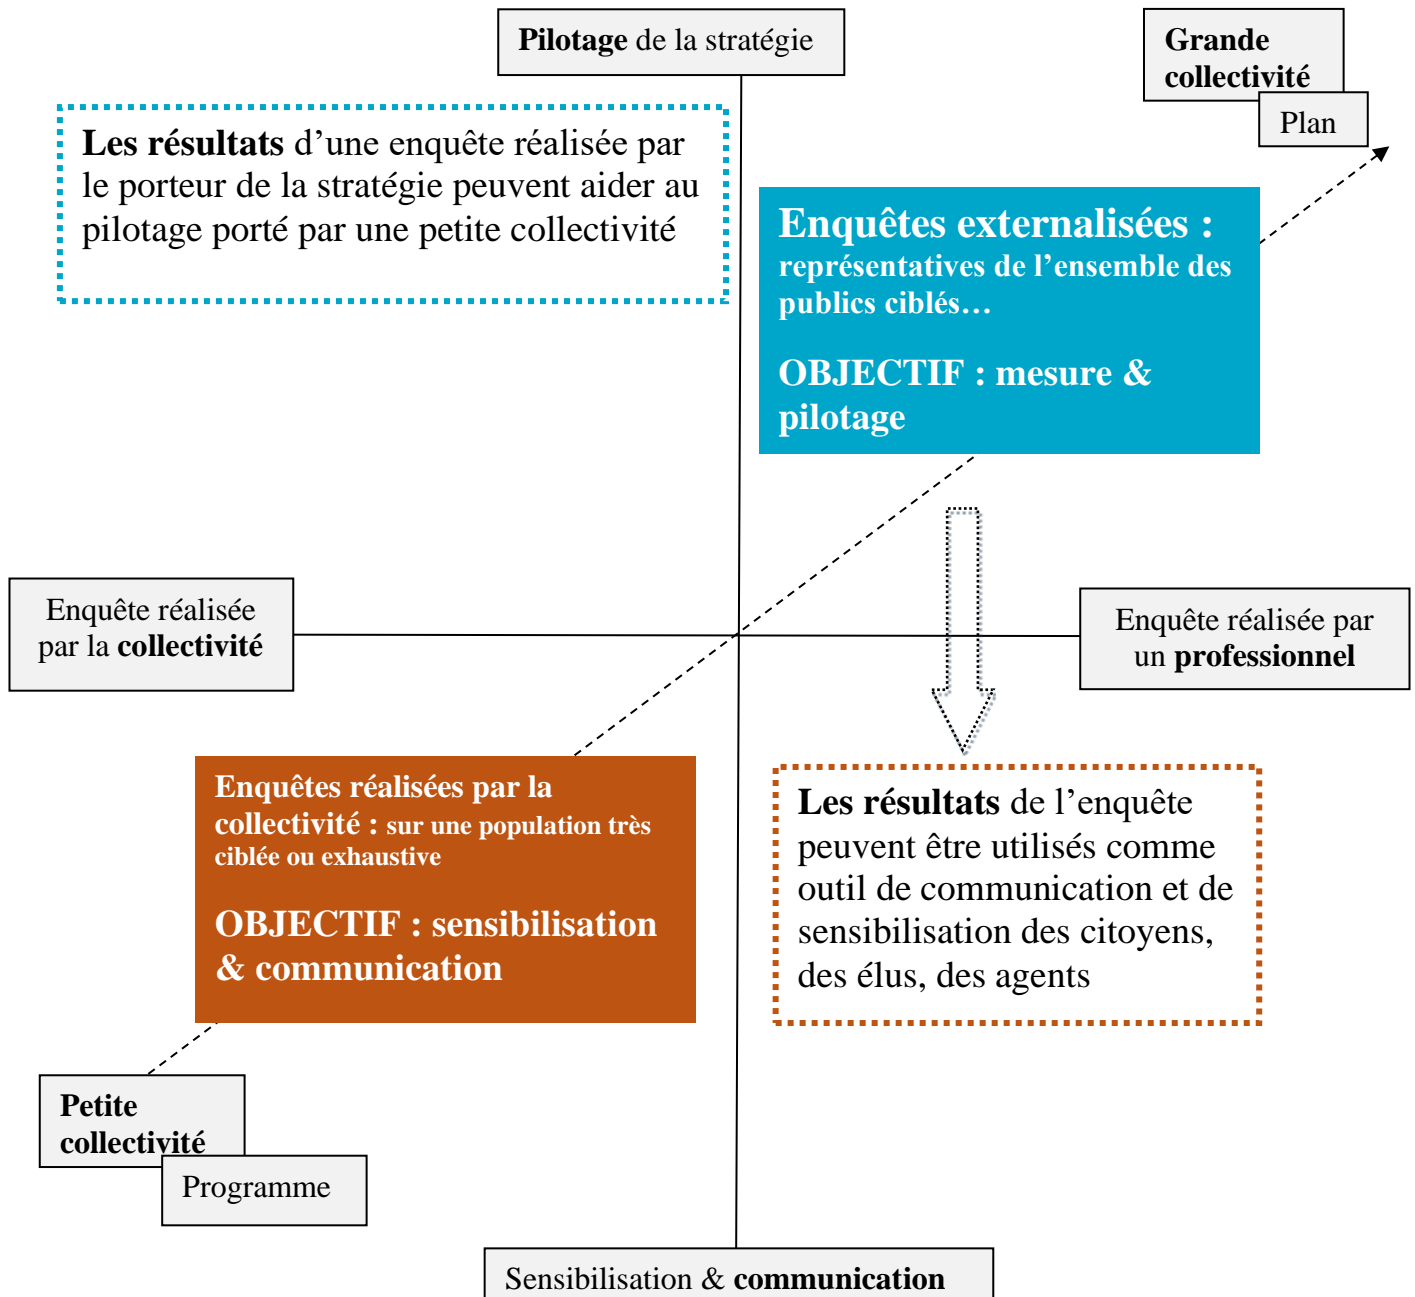 Pilotage de la stratégie
Grande
collectivité
Plan
Les résultats d’une enquête réalisée par
le porteur de la stratégie peuvent aider au
pilotage porté par une petite collectivité
Enquêtes externalisées :
représentatives de l’ensemble des
publics ciblés…
OBJECTIF : mesure &
pilotage
Enquête réalisée
par la collectivité
Enquête réalisée par
un professionnel
Enquêtes réalisées par la
collectivité : sur une population très
ciblée ou exhaustive
OBJECTIF : sensibilisation
& communication
Les résultats de l’enquête
peuvent être utilisés comme
outil de communication et de
sensibilisation des citoyens,
des élus, des agents
Petite
collectivité
Programme
Sensibilisation & communication